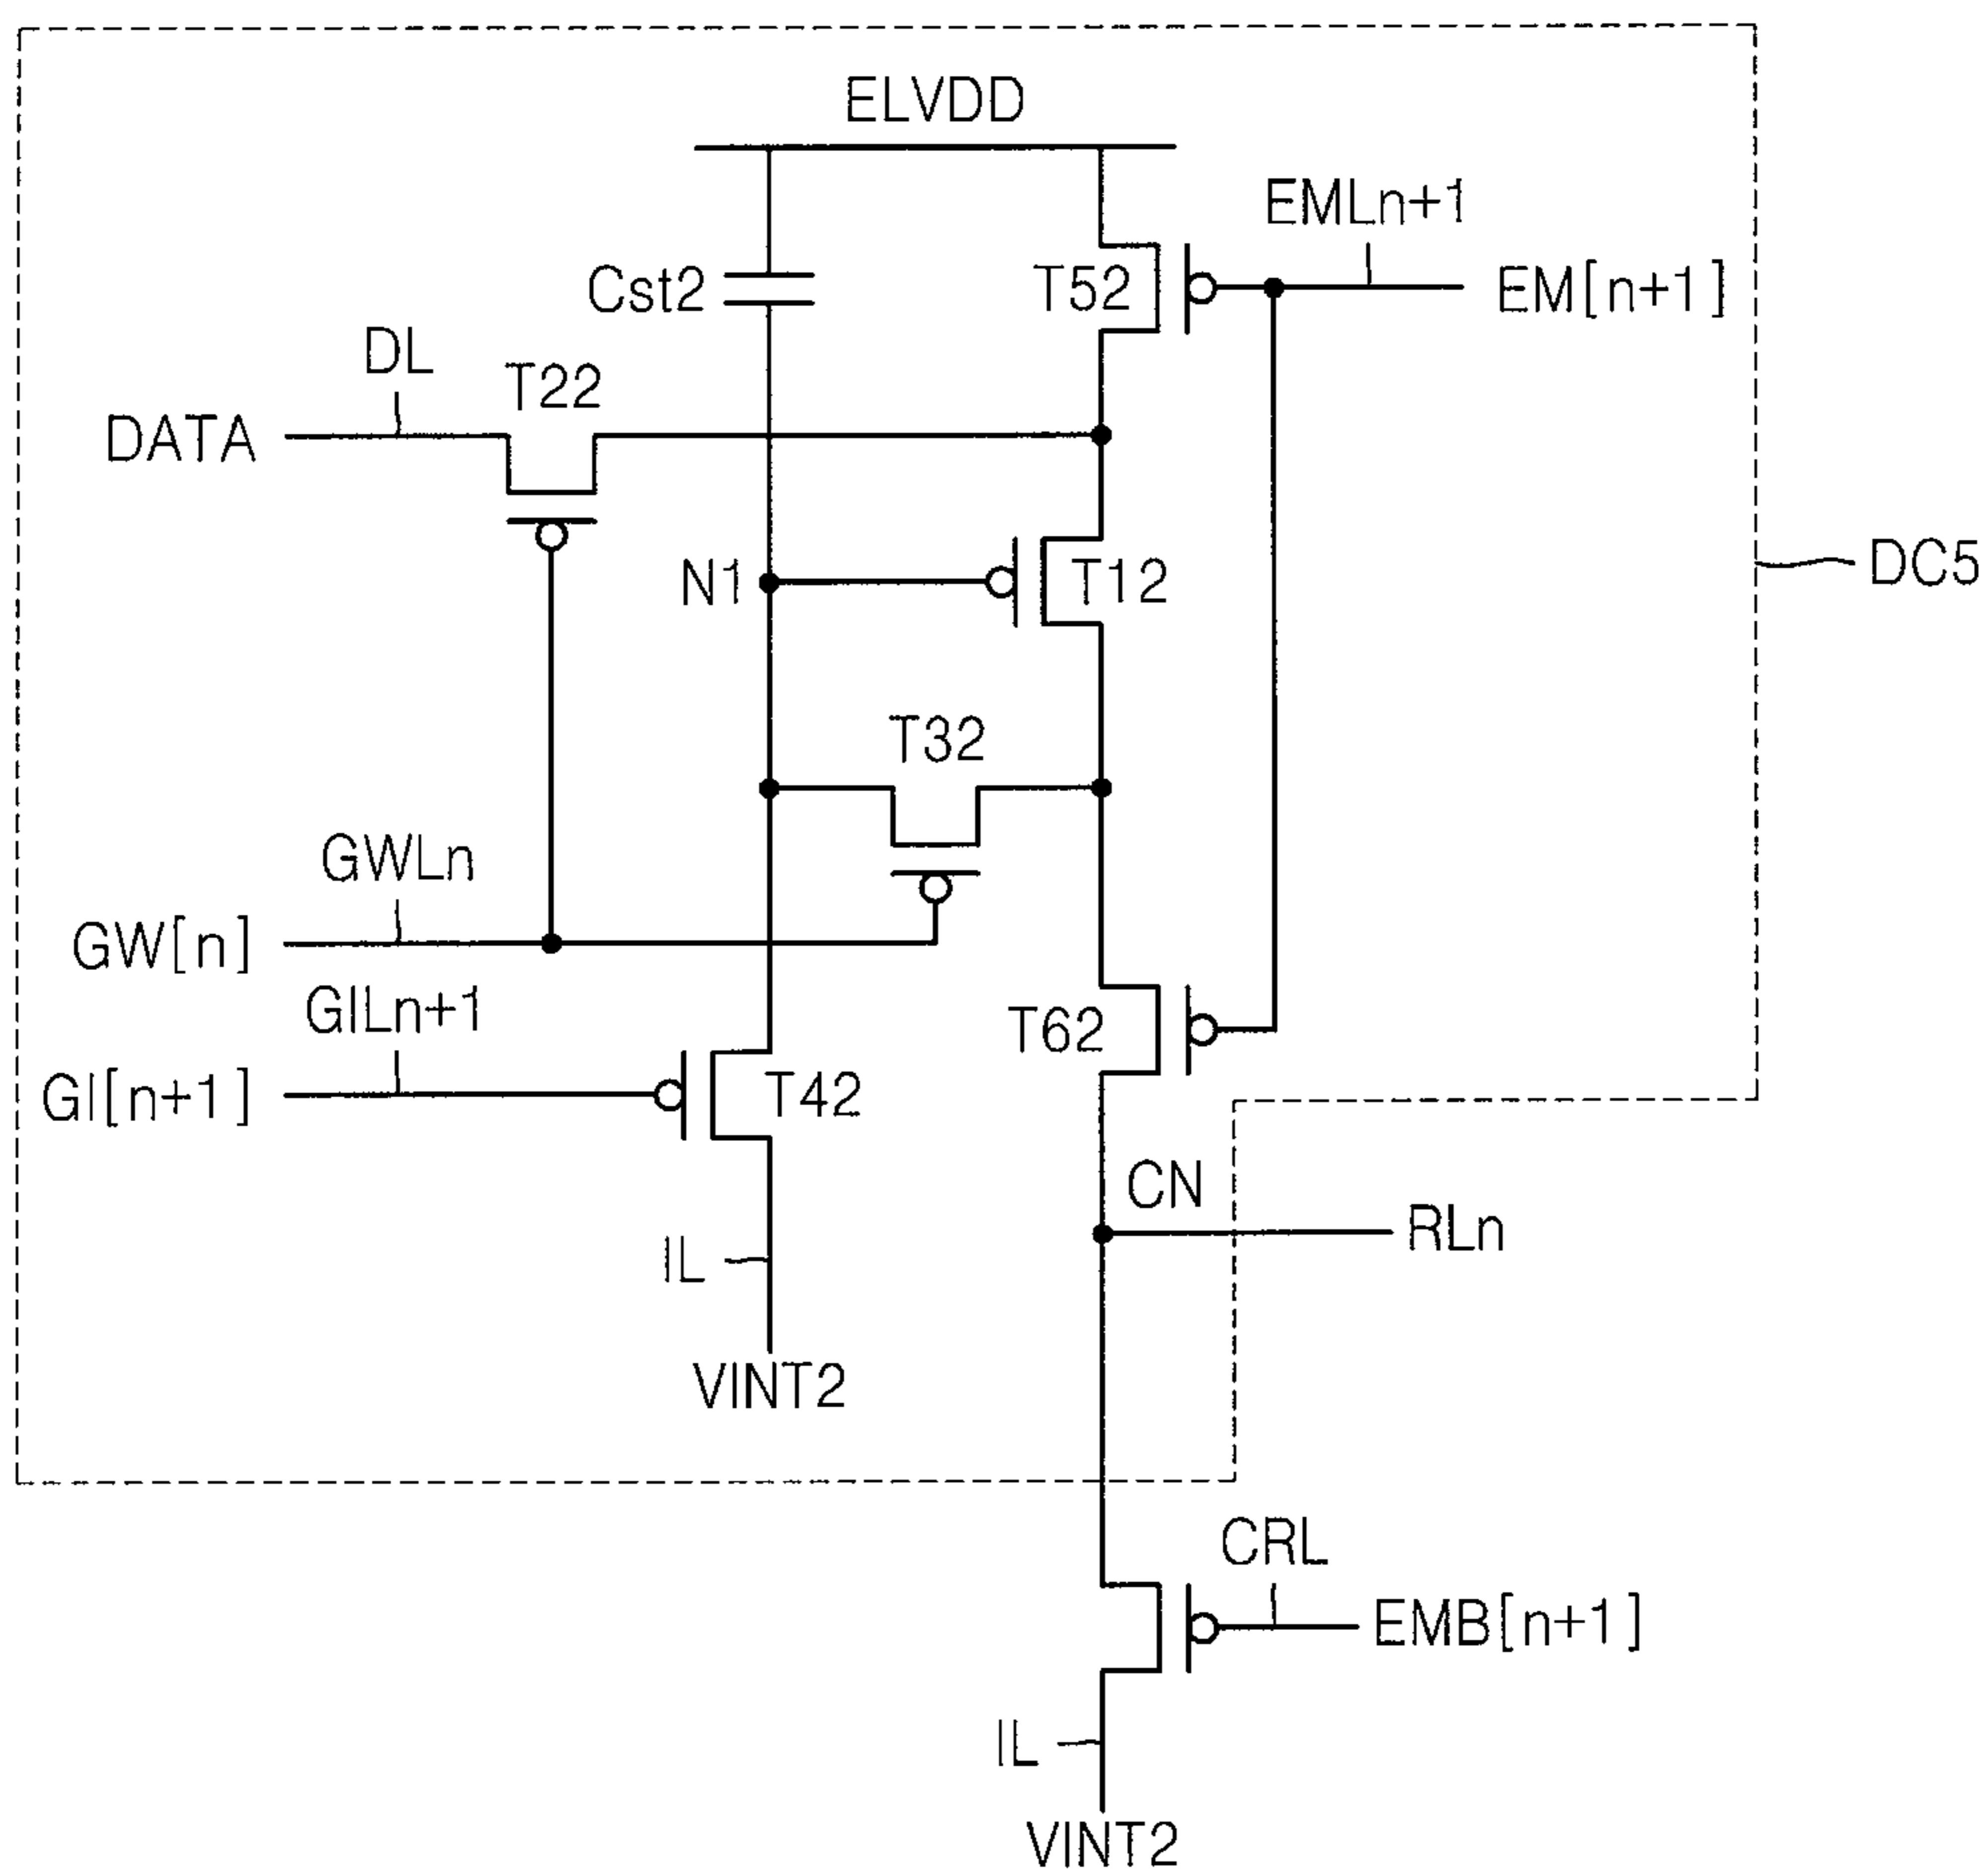 ELVDD
EMLn+1
Cst2
T52
EM[n+1]
DL
T22
DATA
N1
T12
DC5
T32
GWLn
GW[n]
GILn+1
T62
GI[n+1]
T42
CN
RLn
IL
VINT2
CRL
EMB[n+1]
IL
VINT2